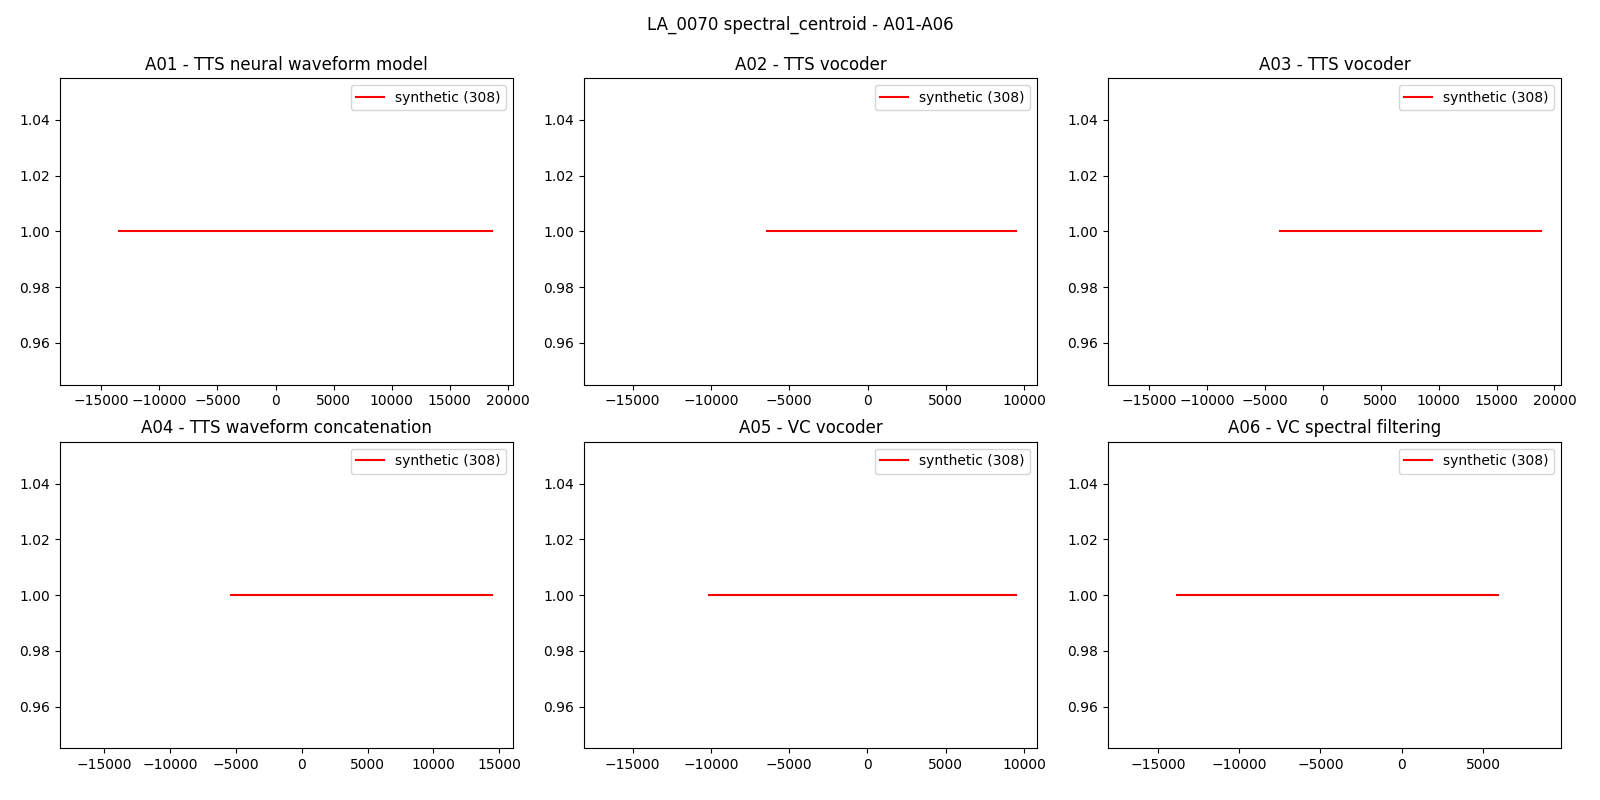 LA_0070 spectral_centroid - A01-A06
A01 - TTS neural waveform model
synthetic (308)
1.04
1.02
1.00
0.98
0.96
−15000 −10000 −5000 0 5000 10000 15000 20000
A02 - TTS vocoder
synthetic (308)
1.04
1.02
1.00
0.98
0.96
−15000 −10000 −5000 0 5000 10000
A03 - TTS vocoder
synthetic (308)
1.04
1.02
1.00
0.98
0.96
−15000 −10000 −5000 0 5000 10000 15000 20000
A04 - TTS waveform concatenation
synthetic (308)
1.04
1.02
1.00
0.98
0.96
−15000 −10000 −5000 0 5000 10000 15000
A05 - VC vocoder
synthetic (308)
1.04
1.02
1.00
0.98
0.96
−15000 −10000 −5000 0 5000 10000
A06 - VC spectral filtering
synthetic (308)
1.04
1.02
1.00
0.98
0.96
−15000 −10000 −5000 0 5000